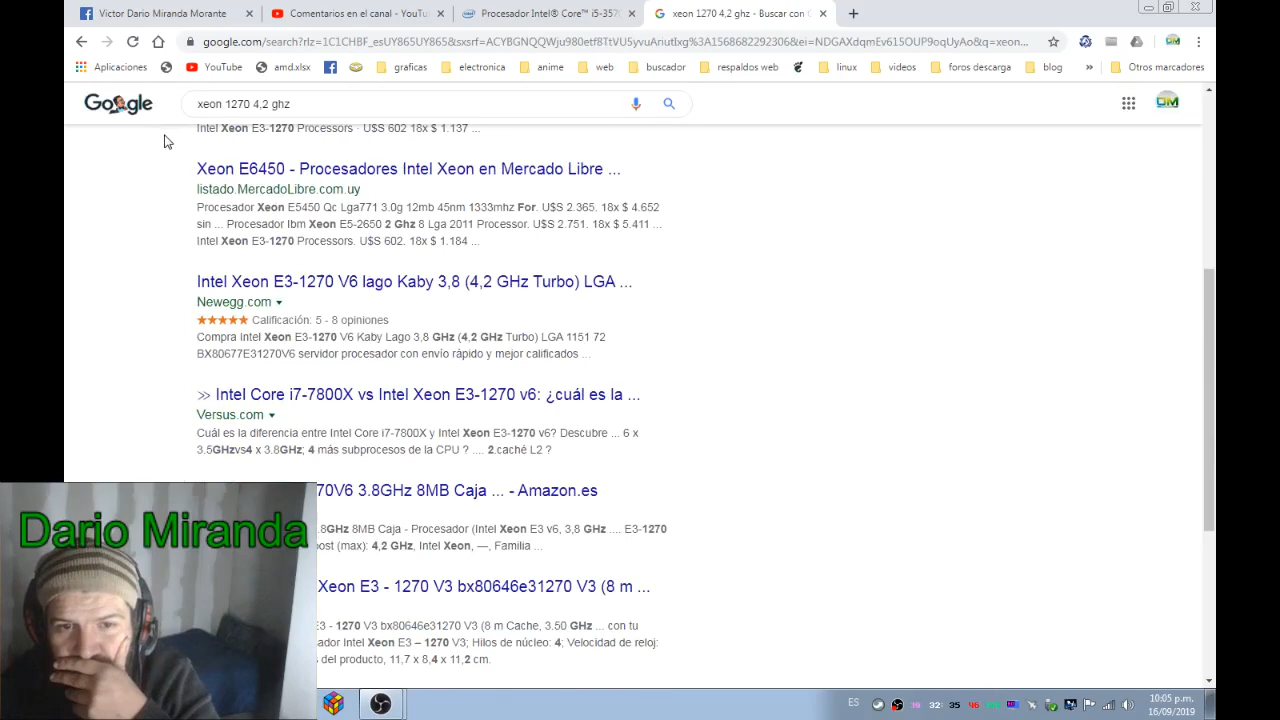 Victor Dario Miranda Morante
Comentarios en el canal - YouTu
Procesador Intel® Core™ i5-357
xeon 1270 4,2 ghz - Buscar con G
google.com/search?rlz=1C1CHBF_esUY865UY865&sxsrf=ACYBGNQQWju980etf8TtVU5yvuAnutIxg%3A1568682292306&ei=NDGAXdqmEv615OUP9oqUyAo&q=xeon...
Aplicaciones
YouTube
amd.xlsx
graficas
electronica
anime
web
buscador
respaldo web
linux
videos
foros descarga
blog
»
Otros marcadores
Google
xeon 1270 4,2 ghz
DM
Intel Xeon E3-1270 Processors · U$S 602 18x $ 1.137 ...
Xeon E6450 - Procesadores Intel Xeon en Mercado Libre ...
listado.MercadoLibre.com.uy
Procesador Xeon E5450 Qc Lga771 3.0g 12mb 45nm 1333mhz For. U$S 2.365. 18x $ 4.652
sin ... Procesador Ibm Xeon E5-2650 2 Ghz 8 Lga 2011 Processor. U$S 2.751. 18x $ 5.411 ...
Intel Xeon E3-1270 Processors. U$S 602. 18x $ 1.184 ...
Intel Xeon E3-1270 V6 lago Kaby 3,8 (4,2 GHz Turbo) LGA ...
Newegg.com
Calificación: 5 - 8 opiniones
Compra Intel Xeon E3-1270 V6 Kaby Lago 3,8 GHz (4,2 GHz Turbo) LGA 1151 72
BX80677E31270V6 servidor procesador con envío rápido y mejor calificados ...
>> Intel Core i7-7800X vs Intel Xeon E3-1270 v6: ¿cuál es la ...
Versus.com
Cuál es la diferencia entre Intel Core i7-7800X y Intel Xeon E3-1270 v6? Descubre ... 6 x
3.5GHzvs4 x 3.8GHz; 4 más subprocesos de la CPU ? .... 2.caché L2 ?
70V6 3.8GHz 8MB Caja ... - Amazon.es
.8GHz 8MB Caja - Procesador (Intel Xeon E3 v6, 3,8 GHz .... E3-1270
oost (max): 4,2 GHz, Intel Xeon, —, Familia ...
Xeon E3 - 1270 V3 bx80646e31270 V3 (8 m ...
E3 - 1270 V3 bx80646e31270 V3 (8 m Cache, 3.50 GHz ... con tu
ador Intel Xeon E3 – 1270 V3; Hilos de núcleo: 4; Velocidad de reloj:
s del producto, 11,7 x 8,4 x 11,2 cm.
Dario Miranda
ES
32:
35
46
10:05 p.m.
16/09/2019